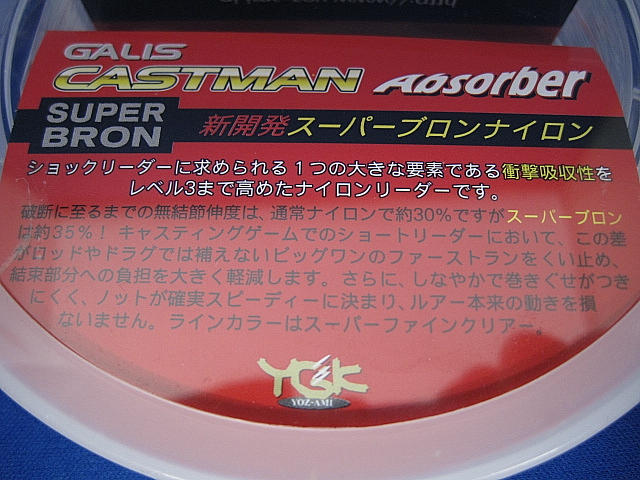 GALIS
CASTMAN Absorber
SUPER
BRON
新開発スーパーブロンナイロン
ショックリーダーに求められる1つの大きな要素である衝撃吸収性を
レベル3まで高めたナイロンリーダーです。
破断に至るまでの無結節伸度は、通常ナイロンで約30%ですがスーパーブロン
は約35%！キャスティングゲームでのショートリーダーにおいて、この差
がロッドやドラグでは補えないビッグワンのファーストランをくい止め、
結束部分への負担を大きく軽減します。さらに、しなやかで巻きぐせがつき
にくく、ノットが確実スピーディーに決まり、ルアー本来の動きを損
ないません。ラインカラーはスーパーファインクリアー。
YGK
YOZ-AMI